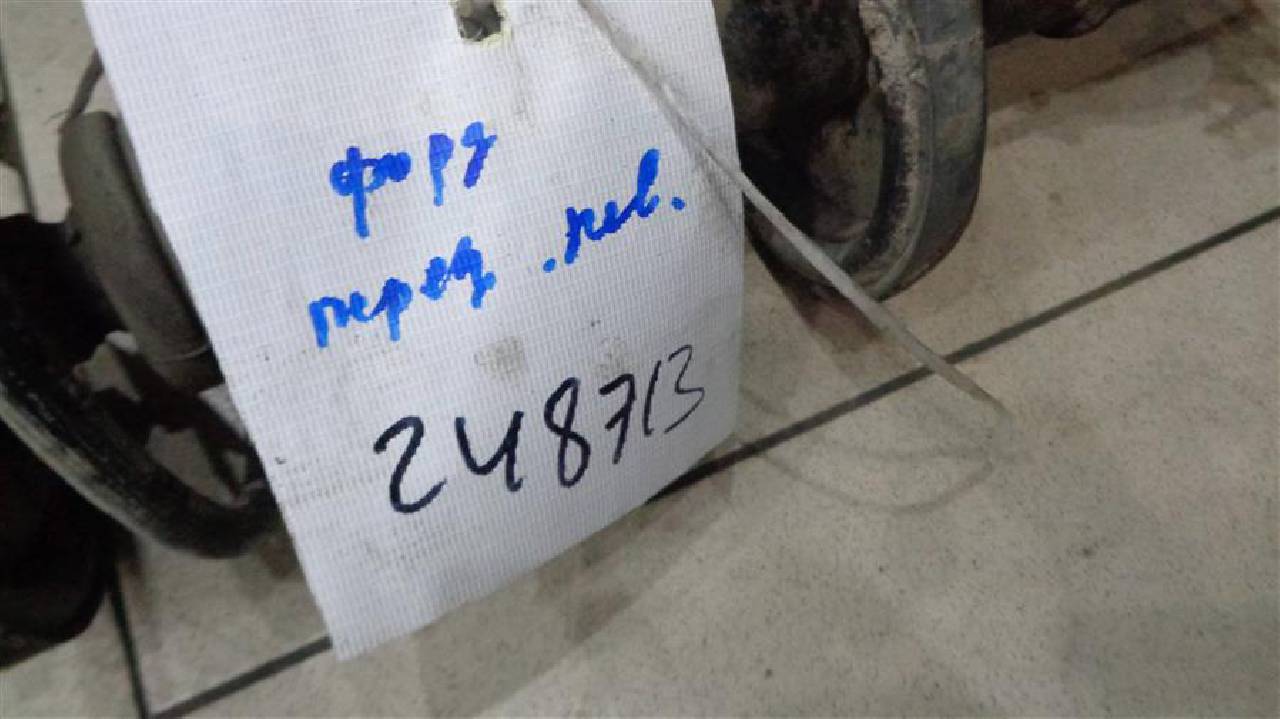 форд
перед. лев.
248713